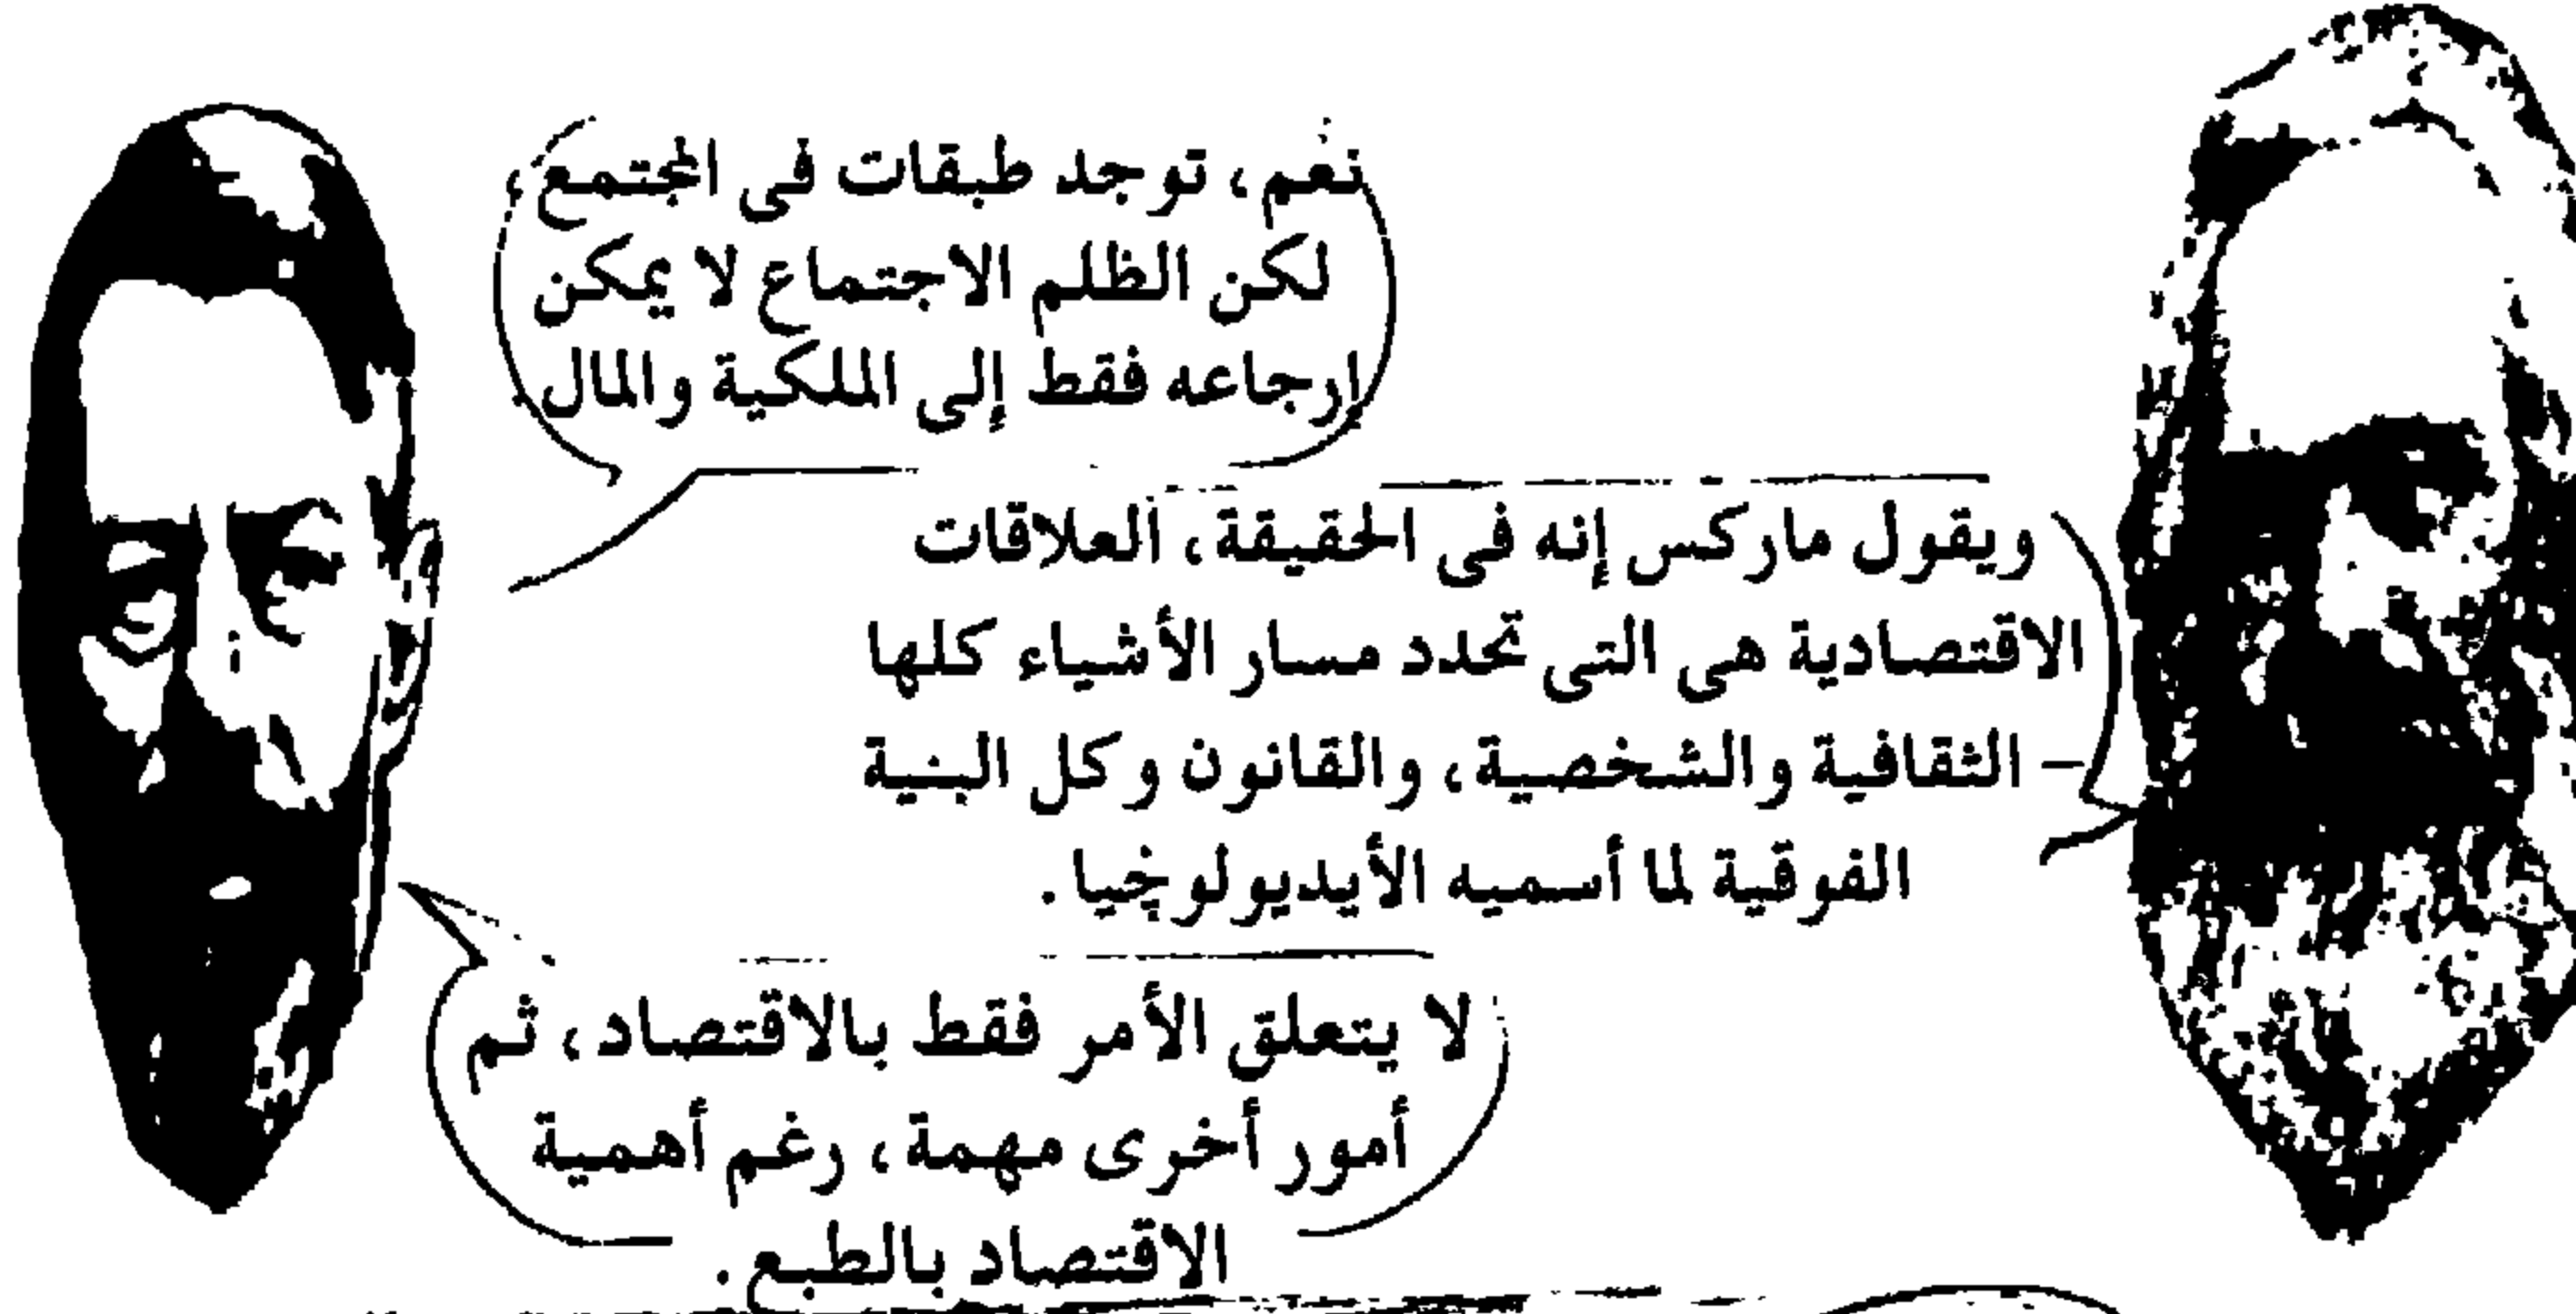 نعم، توجد طبقات فى المجتمع،
لكن الظلم الاجتماع لا يمكن
إرجاعه فقط إلى الملكية والمال.
ويقول ماركس إنه فى الحقيقة، العلاقات
الاقتصادية هى التى تحدد مسار الأشياء كلها
– الثقافية والشخصية، والقانون وكل البنية
الفوقية لما أسميه الأيديولوچيا.
لا يتعلق الأمر فقط بالاقتصاد، ثم
أمور أخرى مهمة، رغم أهمية
الاقتصاد بالطبع.